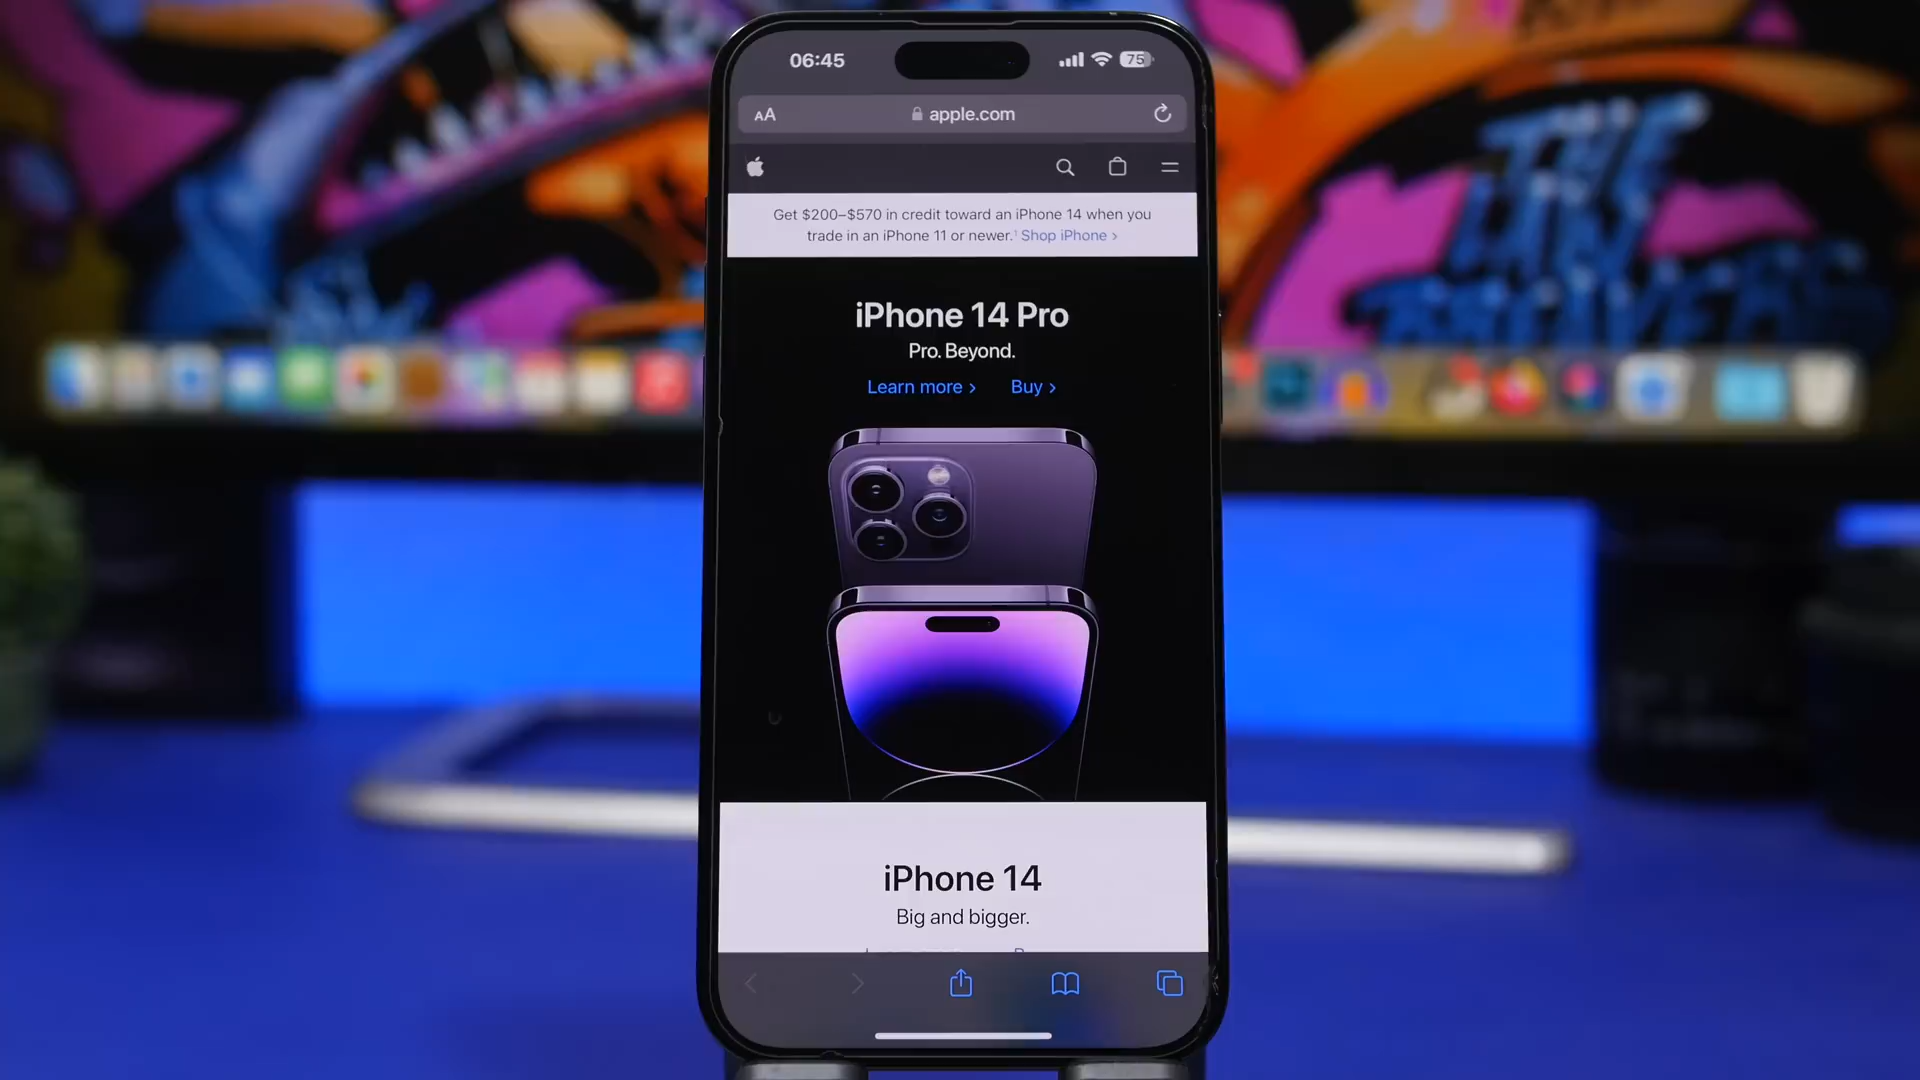 06:45
75
AA
apple.com
Get $200–$570 in credit toward an iPhone 14 when you
trade in an iPhone 11 or newer.¹ Shop iPhone >
iPhone 14 Pro
Pro. Beyond.
Learn more >
Buy >
iPhone 14
Big and bigger.
THE